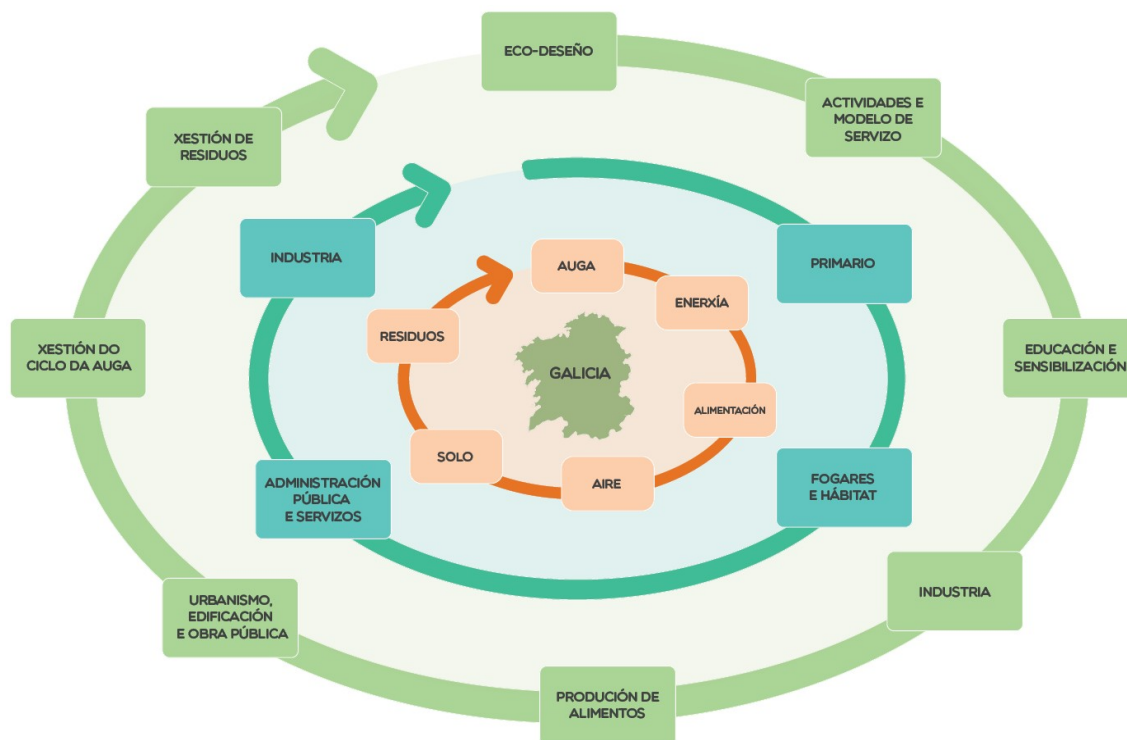 ECO-DESEÑO
ACTIVIDADES E
MODELO DE
SERVIZO
XESTIÓN DE
RESIDUOS
INDUSTRIA
PRIMARIO
AUGA
ENERXÍA
RESIDUOS
GALICIA
XESTIÓN DO
CICLO DA AUGA
EDUCACIÓN E
SENSIBILIZACIÓN
ALIMENTACIÓN
SOLO
AIRE
ADMINISTRACIÓN
PÚBLICA
E SERVIZOS
FOGARES
E HÁBITAT
INDUSTRIA
URBANISMO,
EDIFICACIÓN
E OBRA PÚBLICA
PRODUCIÓN DE
ALIMENTOS